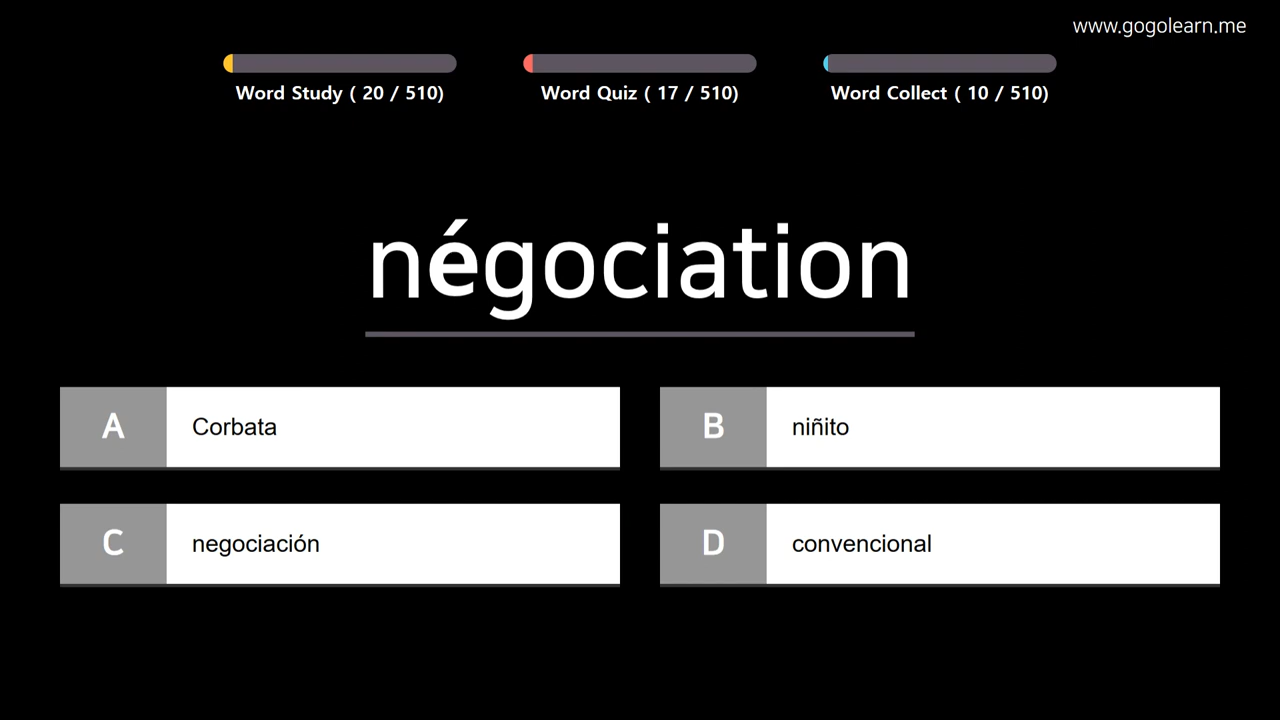 www.gogolearn.me
Word Study ( 20 / 510)
Word Quiz ( 17 / 510)
Word Collect ( 10 / 510)
négociation
A Corbata
B niñito
C negociación
D convencional